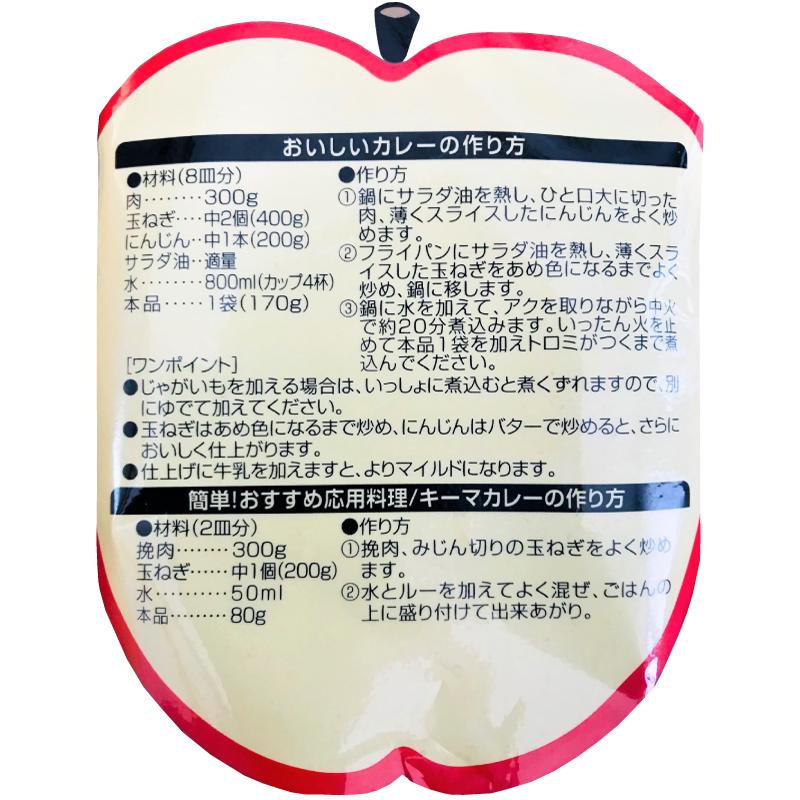 おいしいカレーの作り方
●材料(8皿分)
肉………300g
玉ねぎ‥‥中2個(400g)
にんじん‥中1本(200g)
サラダ油‥適量
水………800ml(カップ4杯)
本品……1袋(170g)
●作り方
①鍋にサラダ油を熱し、ひと口大に切った
肉、薄くスライスしたにんじんをよく炒
めます。
②フライパンにサラダ油を熱し、薄くスラ
イスした玉ねぎをあめ色になるまでよく
炒め、鍋に移します。
③鍋に水を加えて、アクを取りながら中火
で約20分煮込みます。いったん火を止
めて本品1袋を加えトロミがつくまで煮
込んでください。
[ワンポイント]
●じゃがいもを加える場合は、いっしょに煮込むと煮くずれますので、別
にゆでて加えてください。
●玉ねぎはあめ色になるまで炒め、にんじんはバターで炒めると、さらに
おいしく仕上がります。
●仕上げに牛乳を加えますと、よりマイルドになります。
簡単!おすすめ応用料理/キーマカレーの作り方
●材料(2皿分)
挽肉………300g
玉ねぎ……中1個(200g)
水…………50ml
本品………80g
●作り方
①挽肉、みじん切りの玉ねぎをよく炒め
ます。
②水とルーを加えてよく混ぜ、ごはんの
上に盛り付けて出来あがり。